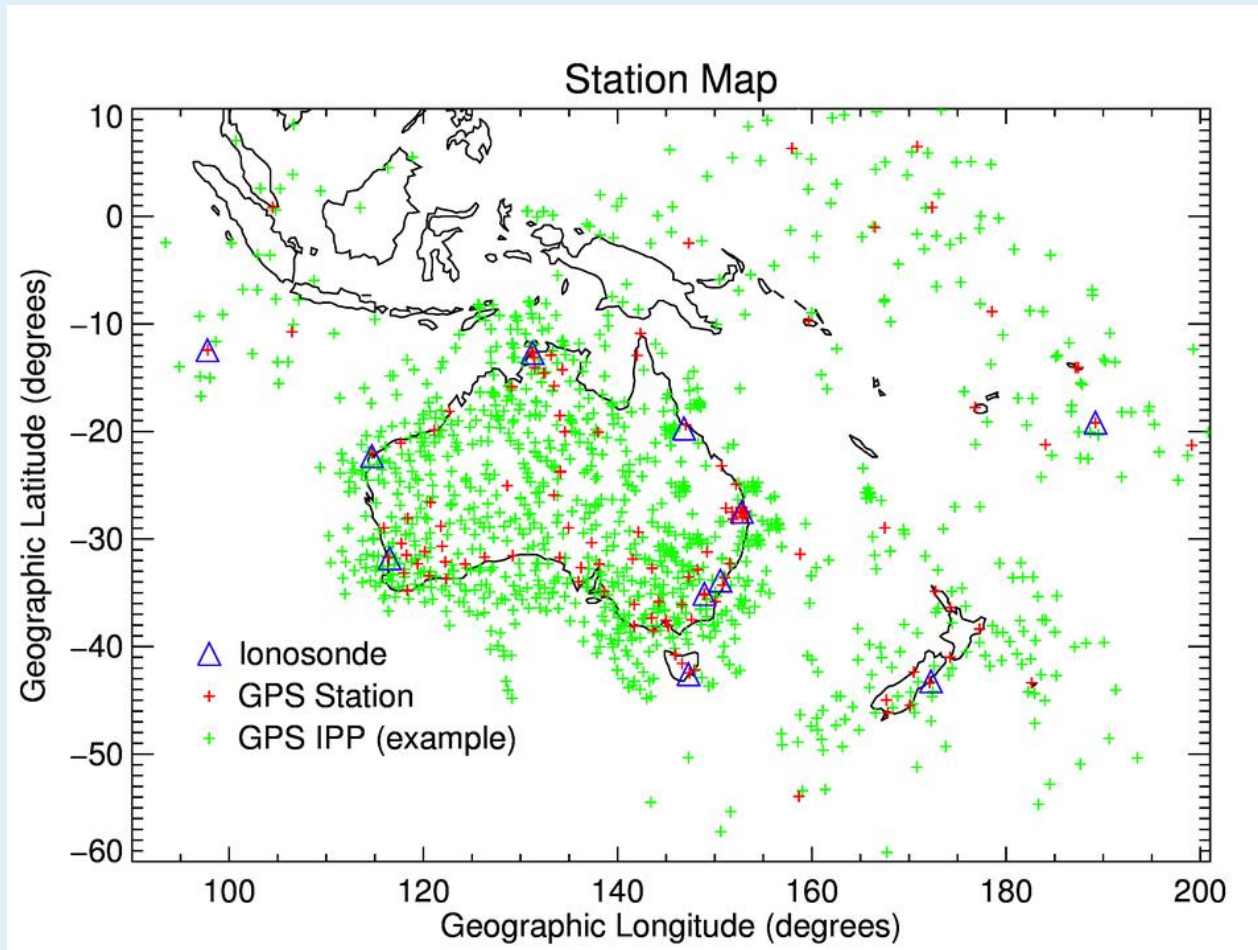 Station Map
10
0
−10
−20
−30
−40
−50
−60
Geographic Latitude (degrees)
Ionosonde
GPS Station
GPS IPP (example)
100 120 140 160 180 200
Geographic Longitude (degrees)